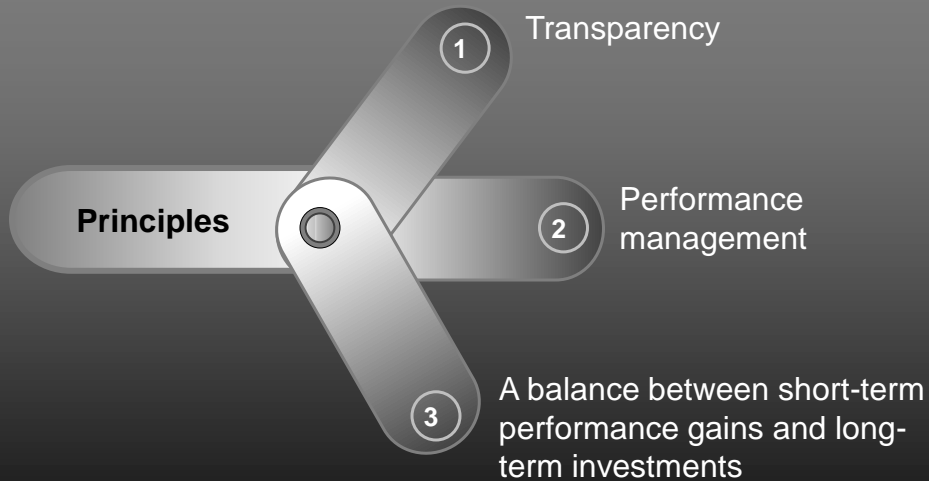 Principles
1
Transparency
2
Performance
management
3
A balance between short-term
performance gains and long-
term investments